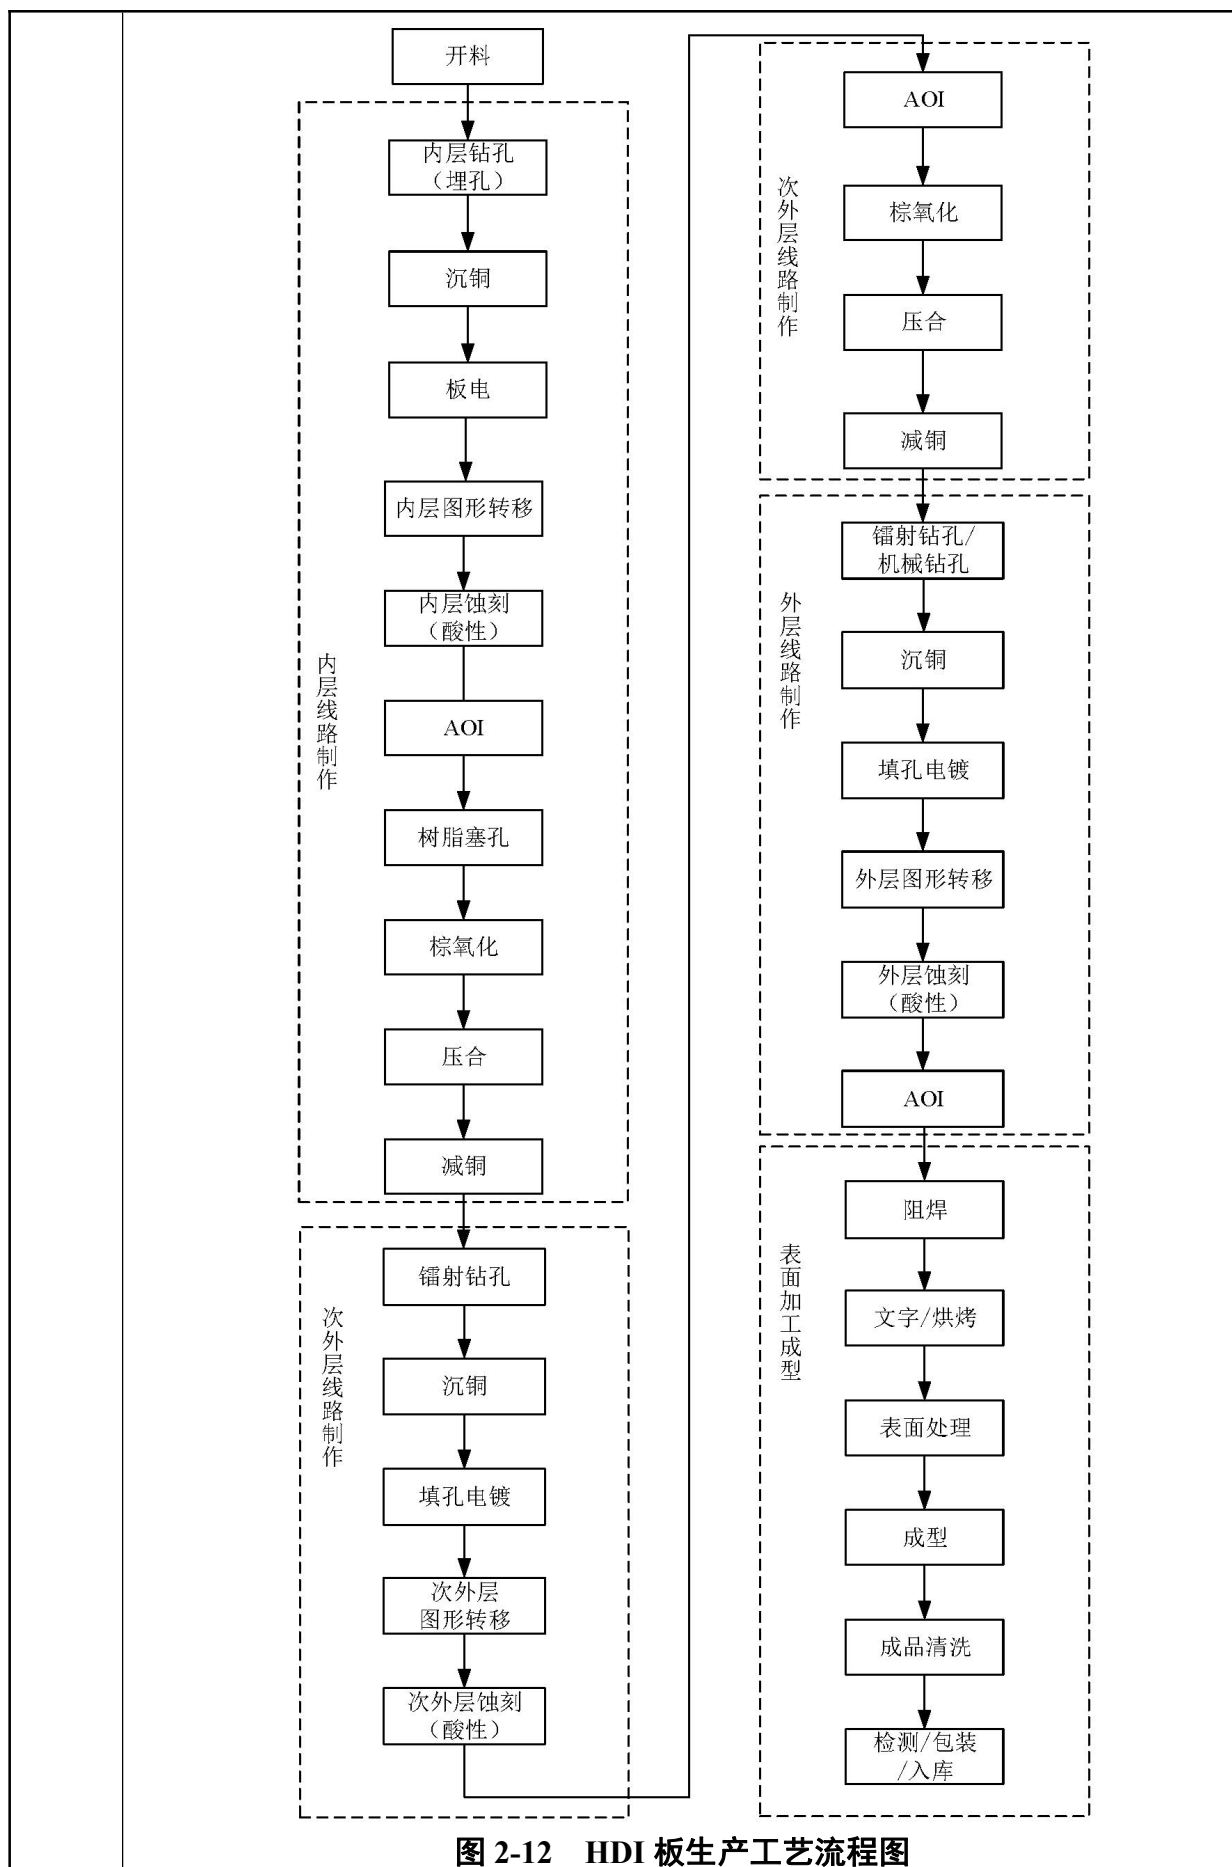 开料
内层钻孔
（埋孔）
沉铜
板电
内层图形转移
内层蚀刻
（酸性）
AOI
树脂塞孔
棕氧化
压合
减铜
内层线路制作
镭射钻孔
沉铜
填孔电镀
次外层
图形转移
次外层蚀刻
（酸性）
次外层线路制作
AOI
棕氧化
压合
减铜
次外层线路制作
镭射钻孔/
机械钻孔
沉铜
填孔电镀
外层图形转移
外层蚀刻
（酸性）
AOI
外层线路制作
阻焊
文字/烘烤
表面处理
成型
成品清洗
检测/包装
/入库
表面加工成型
图 2-12 HDI 板生产工艺流程图